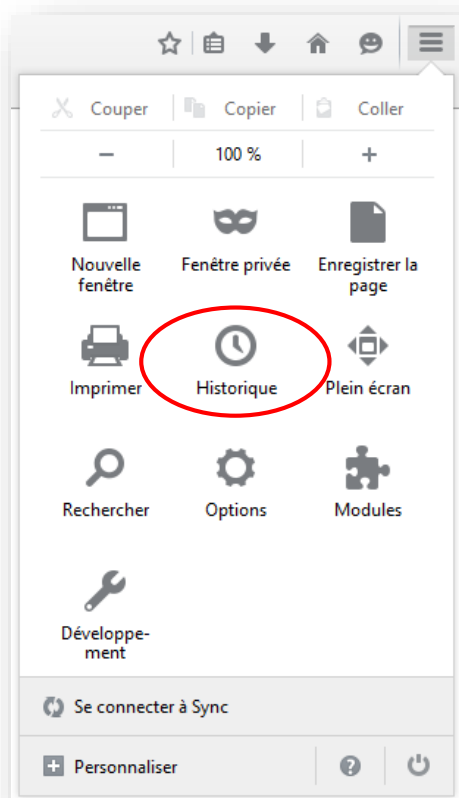 Couper Copier Coller
− 100 % +
Nouvelle fenêtre
Fenêtre privée
Enregistrer la page
Imprimer
Historique
Plein écran
Rechercher
Options
Modules
Développe-
ment
Se connecter à Sync
Personnaliser